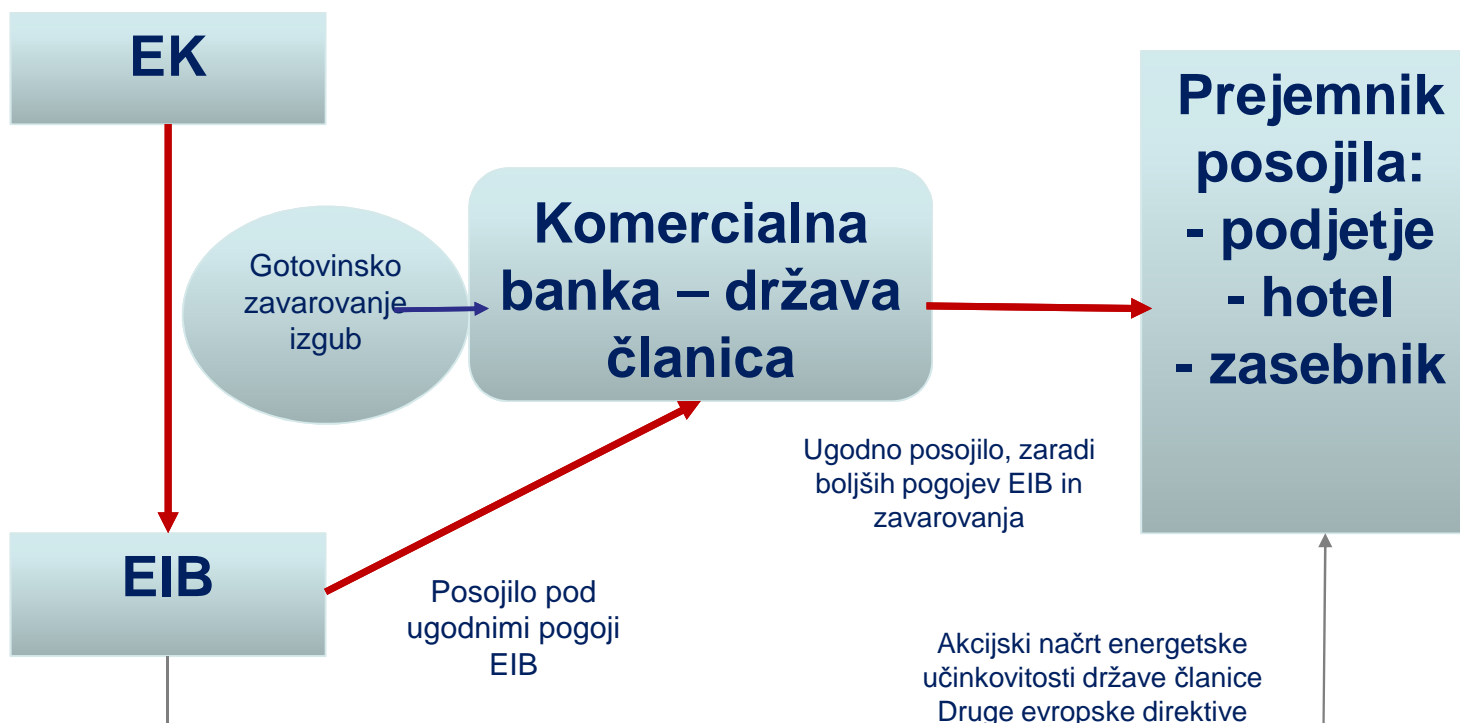 EK
Prejemnik
posojila:
- podjetje
- hotel
- zasebnik
Gotovinsko
zavarovanje
izgub
Komercialna
banka – država
članica
Ugodno posojilo, zaradi
boljših pogojev EIB in
zavarovanja
EIB
Posojilo pod
ugodnimi pogoji
EIB
Akcijski načrt energetske
učinkovitosti države članice
Druge evropske direktive